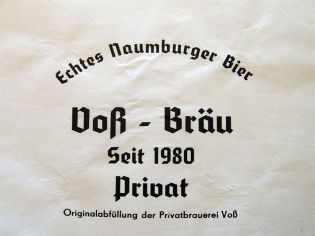 Echtes Naumburger Bier
Voß - Bräu
Seit 1980
Privat
Originalabfüllung der Privatbrauerei Voß